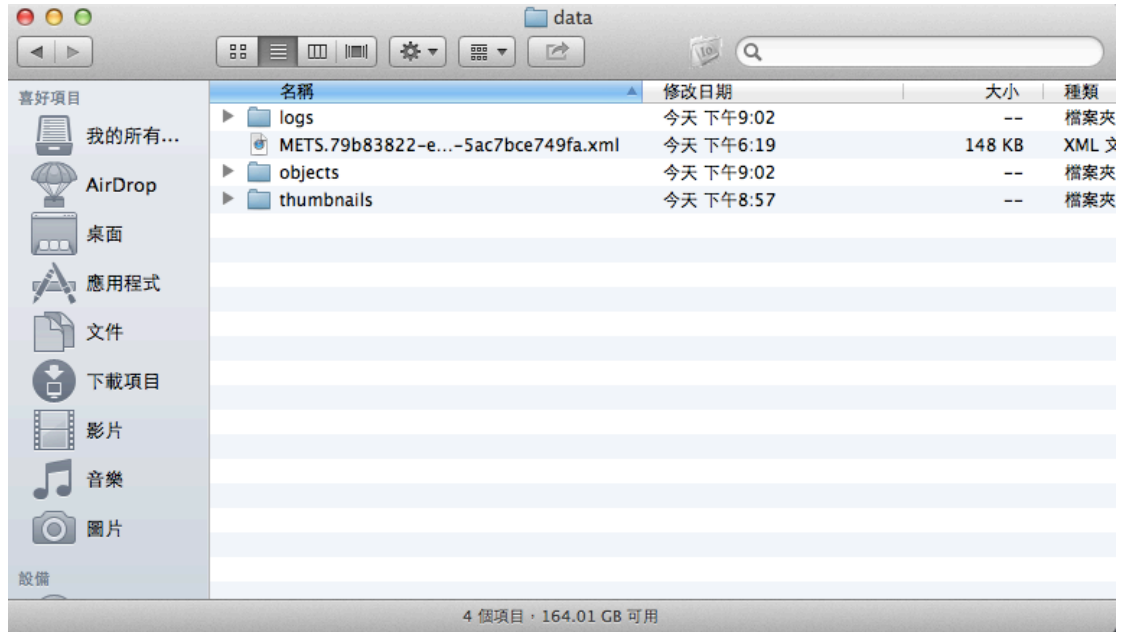 data
名稱 修改日期 大小 種類
喜好項目
我的所有...
AirDrop
桌面
應用程式
文件
下載項目
影片
音樂
圖片
設備
logs 今天 下午9:02 -- 檔案夾
METS.79b83822-e...-5ac7bce749fa.xml 今天 下午6:19 148 KB XML 文
objects 今天 下午9:02 -- 檔案夾
thumbnails 今天 下午8:57 -- 檔案夾
4 個項目，164.01 GB 可用